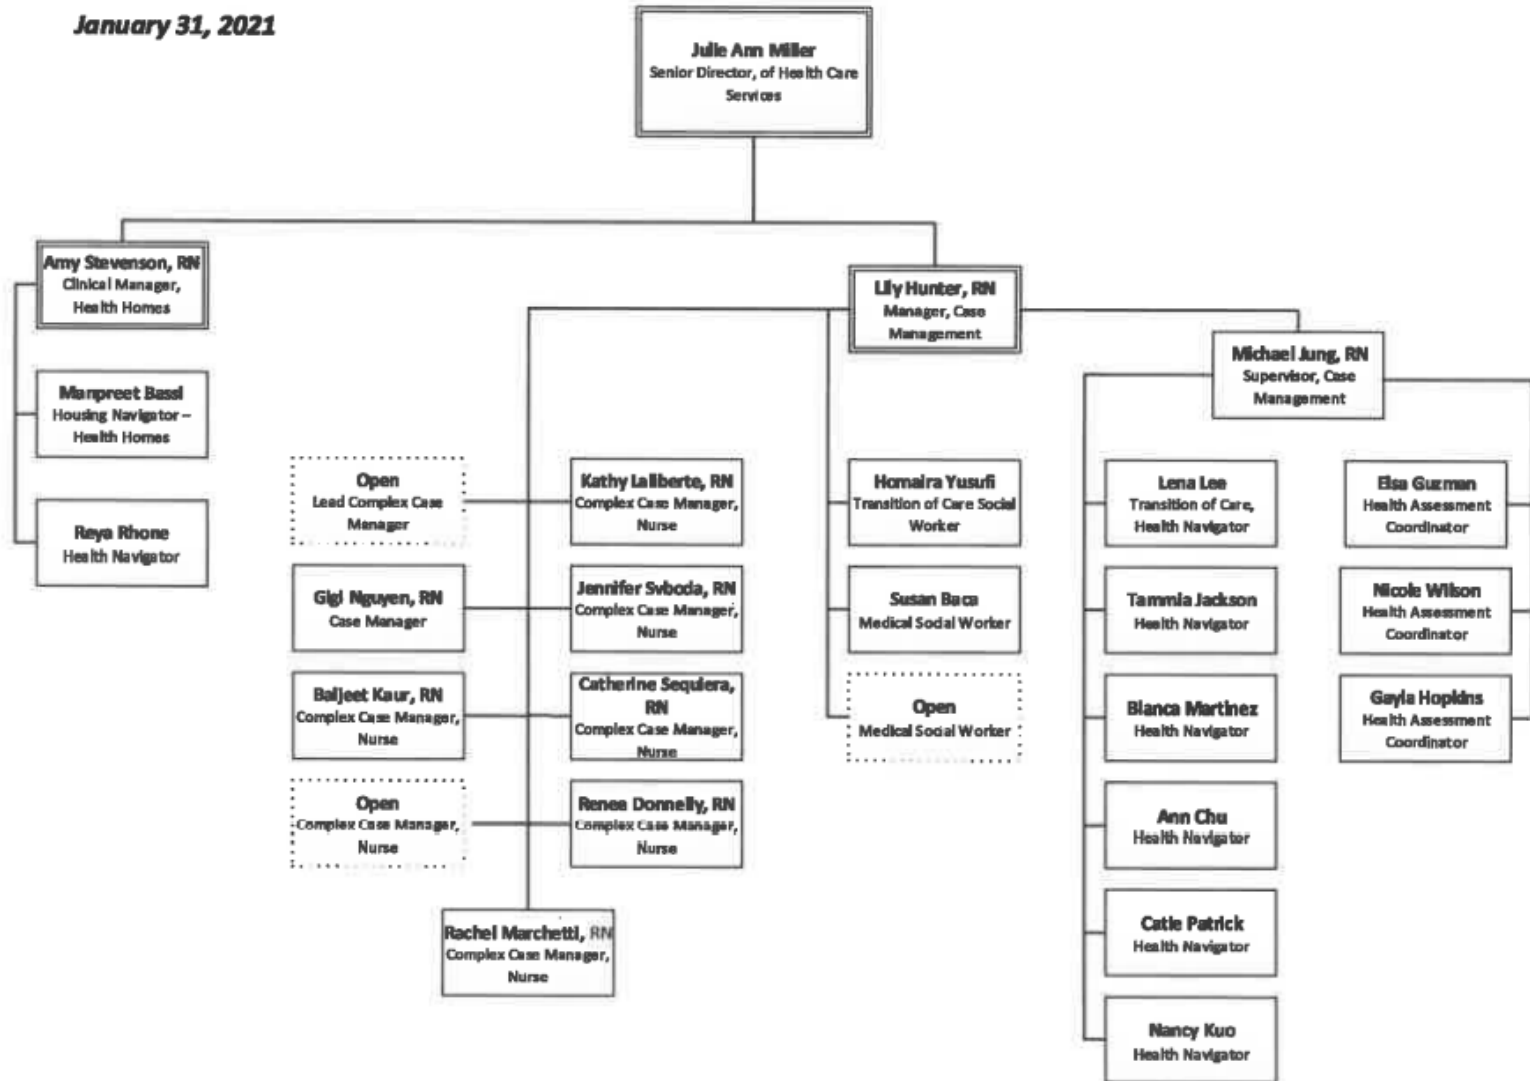 January 31, 2021
Julie Ann Miller
Senior Director, of Health Care
Services
Amy Stevenson, RN
Clinical Manager,
Health Homes
Manpreet Bassi
Housing Navigator –
Health Homes
Reya Rhone
Health Navigator
Lily Hunter, RN
Manager, Case
Management
Michael Jung, RN
Supervisor, Case
Management
Open
Lead Complex Case
Manager
Kathy Laliberte, RN
Complex Case Manager,
Nurse
Gigi Nguyen, RN
Case Manager
Jennifer Svboda, RN
Complex Case Manager,
Nurse
Baljeet Kaur, RN
Complex Case Manager,
Nurse
Catherine Sequiera,
RN
Complex Case Manager,
Nurse
Open
Complex Case Manager,
Nurse
Renee Donnelly, RN
Complex Case Manager,
Nurse
Rachel Marchetti, RN
Complex Case Manager,
Nurse
Homaira Yusufi
Transition of Care Social
Worker
Susan Baca
Medical Social Worker
Open
Medical Social Worker
Lena Lee
Transition of Care,
Health Navigator
Tammia Jackson
Health Navigator
Blanca Martinez
Health Navigator
Ann Chu
Health Navigator
Catie Patrick
Health Navigator
Nancy Kuo
Health Navigator
Elsa Guzman
Health Assessment
Coordinator
Nicole Wilson
Health Assessment
Coordinator
Gayla Hopkins
Health Assessment
Coordinator